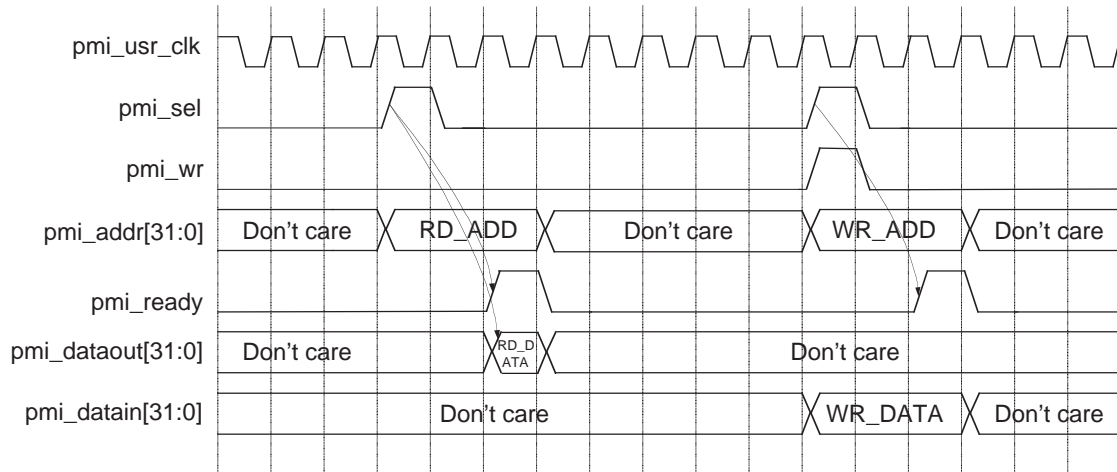 pmi_usr_clk
pmi_sel
pmi_wr
pmi_addr[31:0] Don't care RD_ADD Don't care WR_ADD Don't care
pmi_ready
pmi_dataout[31:0] Don't care RD_D Don't care
ATA
pmi_datain[31:0] Don't care WR_DATA Don't care